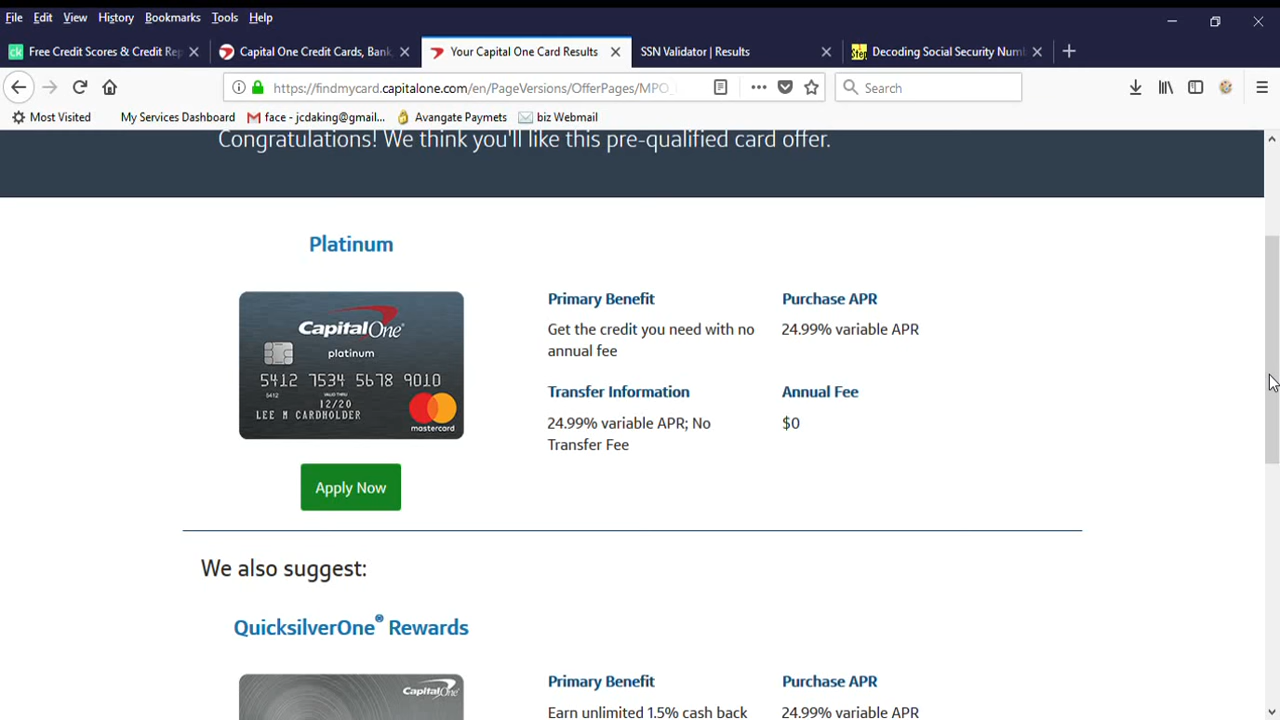 File Edit View History Bookmarks Tools Help
Free Credit Scores & Credit Rep
Capital One Credit Cards, Bank
Your Capital One Card Results
SSN Validator | Results
Decoding Social Security Num
https://findmycard.capitalone.com/en/PageVersions/OfferPages/MPO_
Search
Most Visited
My Services Dashboard
face - jcdaking@gmail...
Avangate Paymets
biz Webmail
Congratulations! We think you'll like this pre-qualified card offer.
Platinum
CapitalOne
platinum
5412 7534 5678 9010
5412
VALID THRU
12/20
LEE M CARDHOLDER
mastercard
Apply Now
Primary Benefit
Get the credit you need with no
annual fee
Purchase APR
24.99% variable APR
Transfer Information
24.99% variable APR; No
Transfer Fee
Annual Fee
$0
We also suggest:
QuicksilverOne® Rewards
CapitalOne
Primary Benefit
Earn unlimited 1.5% cash back
Purchase APR
24.99% variable APR